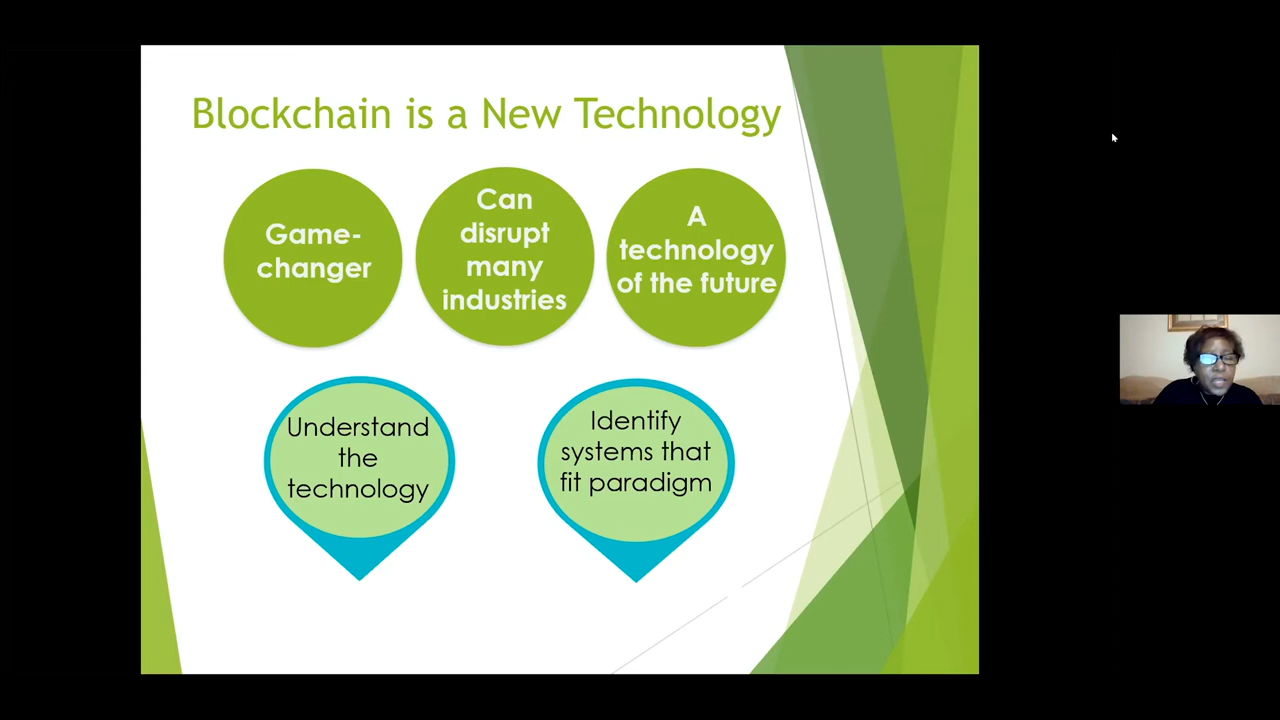 Blockchain is a New Technology
Game-
changer
Can
disrupt
many
industries
A
technology
of the future
Understand
the
technology
Identify
systems that
fit paradigm